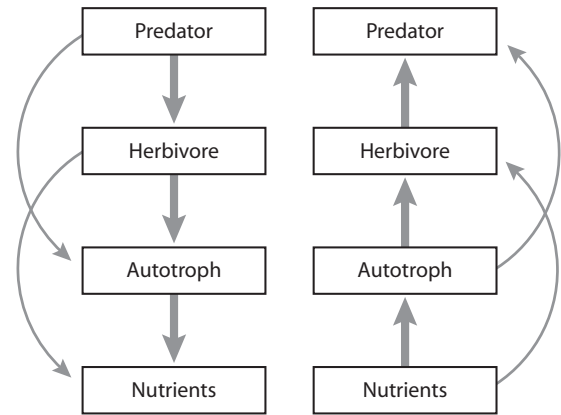 Predator
Herbivore
Autotroph
Nutrients
Predator
Herbivore
Autotroph
Nutrients